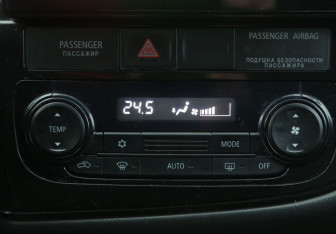 PASSENGER
ПАССАЖИР
PASSENGER AIRBAG
ПОДУШКА БЕЗОПАСНОСТИ
ПАССАЖИРА
24.5
TEMP
MODE
AUTO
OFF